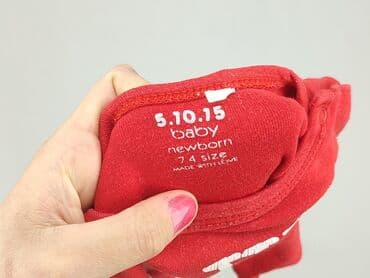 5.10.15
baby
newborn
74 size
MADE WITH LOVE